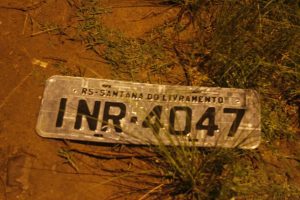 RS-SANTANA DO LIVRAMENTO
INR-4047